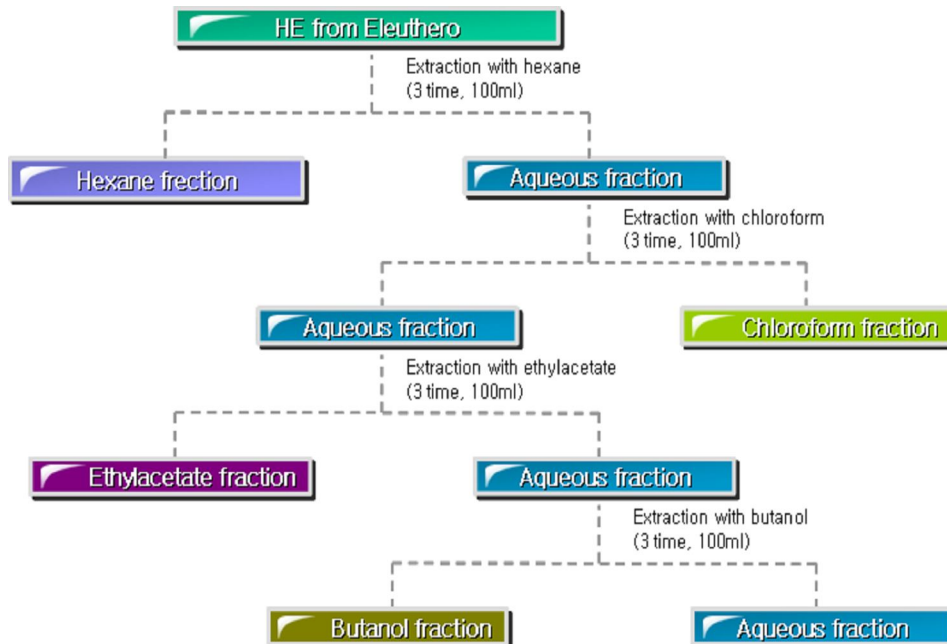 HE from Eleuthero
Extraction with hexane
(3 time, 100ml)
Hexane frection
Aqueous fraction
Extraction with chloroform
(3 time, 100ml)
Aqueous fraction
Chloroform fraction
Extraction with ethylacetate
(3 time, 100ml)
Ethylacetate fraction
Aqueous fraction
Extraction with butanol
(3 time, 100ml)
Butanol fraction
Aqueous fraction